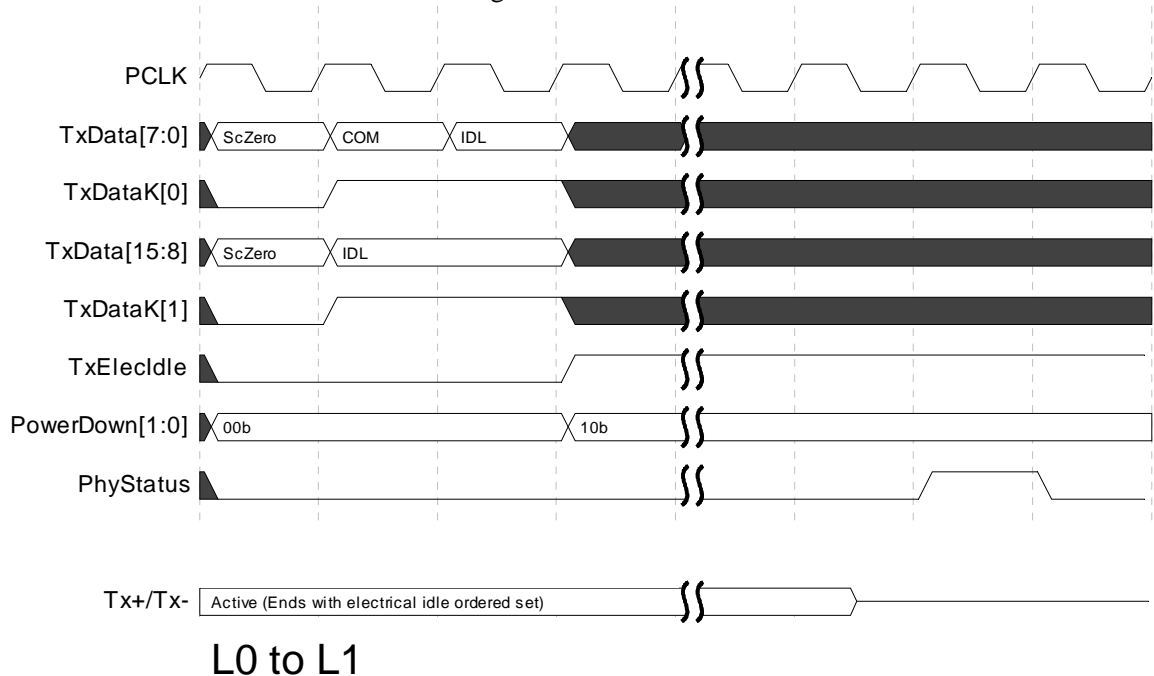 g
PCLK
TxData[7:0] ScZero COM IDL
TxDataK[0]
TxData[15:8] ScZero IDL
TxDataK[1]
TxElecIdle
PowerDown[1:0] 00b 10b
PhyStatus
Tx+/Tx- Active (Ends with electrical idle ordered set)
L0 to L1